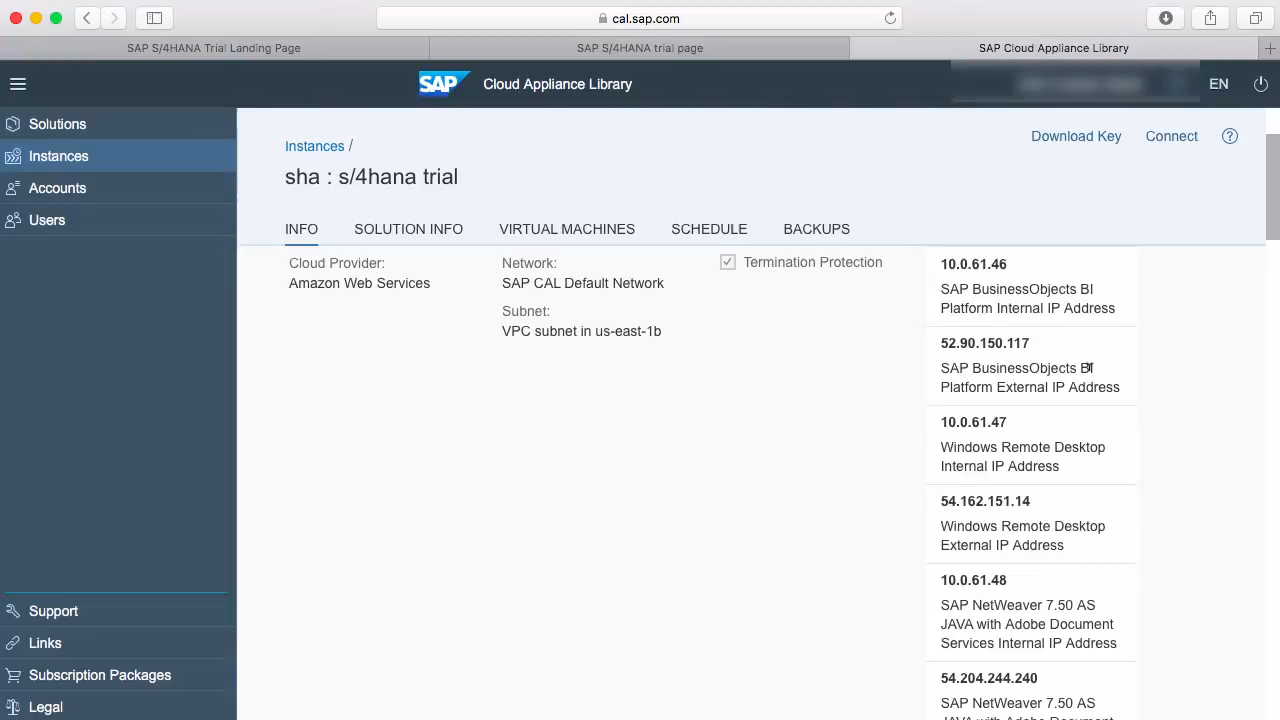 cal.sap.com
SAP S/4HANA Trial Landing Page
SAP S/4HANA trial page
SAP Cloud Appliance Library
SAP
Cloud Appliance Library
EN
Solutions
Instances
Accounts
Users
Support
Links
Subscription Packages
Legal
Instances /
Download Key
Connect
?
sha : s/4hana trial
INFO
SOLUTION INFO
VIRTUAL MACHINES
SCHEDULE
BACKUPS
Cloud Provider:
Amazon Web Services
Network:
SAP CAL Default Network
Subnet:
VPC subnet in us-east-1b
Termination Protection
10.0.61.46
SAP BusinessObjects BI
Platform Internal IP Address
52.90.150.117
SAP BusinessObjects BI
Platform External IP Address
10.0.61.47
Windows Remote Desktop
Internal IP Address
54.162.151.14
Windows Remote Desktop
External IP Address
10.0.61.48
SAP NetWeaver 7.50 AS
JAVA with Adobe Document
Services Internal IP Address
54.204.244.240
SAP NetWeaver 7.50 AS
JAVA with Adobe Document